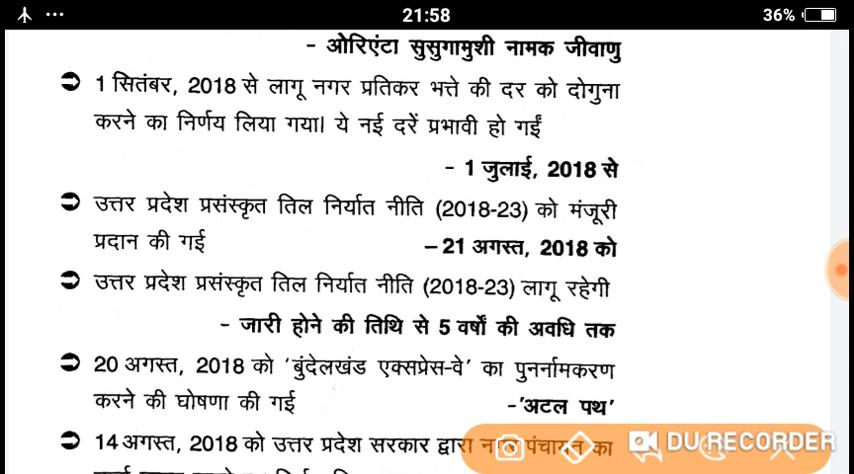 21:58
36%
- ओरिएंटा सुसुगामुशी नामक जीवाणु
1 सितंबर, 2018 से लागू नगर प्रतिकर भत्ते की दर को दोगुना
करने का निर्णय लिया गया। ये नई दरें प्रभावी हो गईं
- 1 जुलाई, 2018 से
उत्तर प्रदेश प्रसंस्कृत तिल निर्यात नीति (2018-23) को मंजूरी
प्रदान की गई –21 अगस्त, 2018 को
उत्तर प्रदेश प्रसंस्कृत तिल निर्यात नीति (2018-23) लागू रहेगी
- जारी होने की तिथि से 5 वर्षों की अवधि तक
20 अगस्त, 2018 को 'बुंदेलखंड एक्सप्रेस-वे' का पुनर्नामकरण
करने की घोषणा की गई -'अटल पथ'
14 अगस्त, 2018 को उत्तर प्रदेश सरकार द्वारा नगर पंचायत का
DU RECORDER